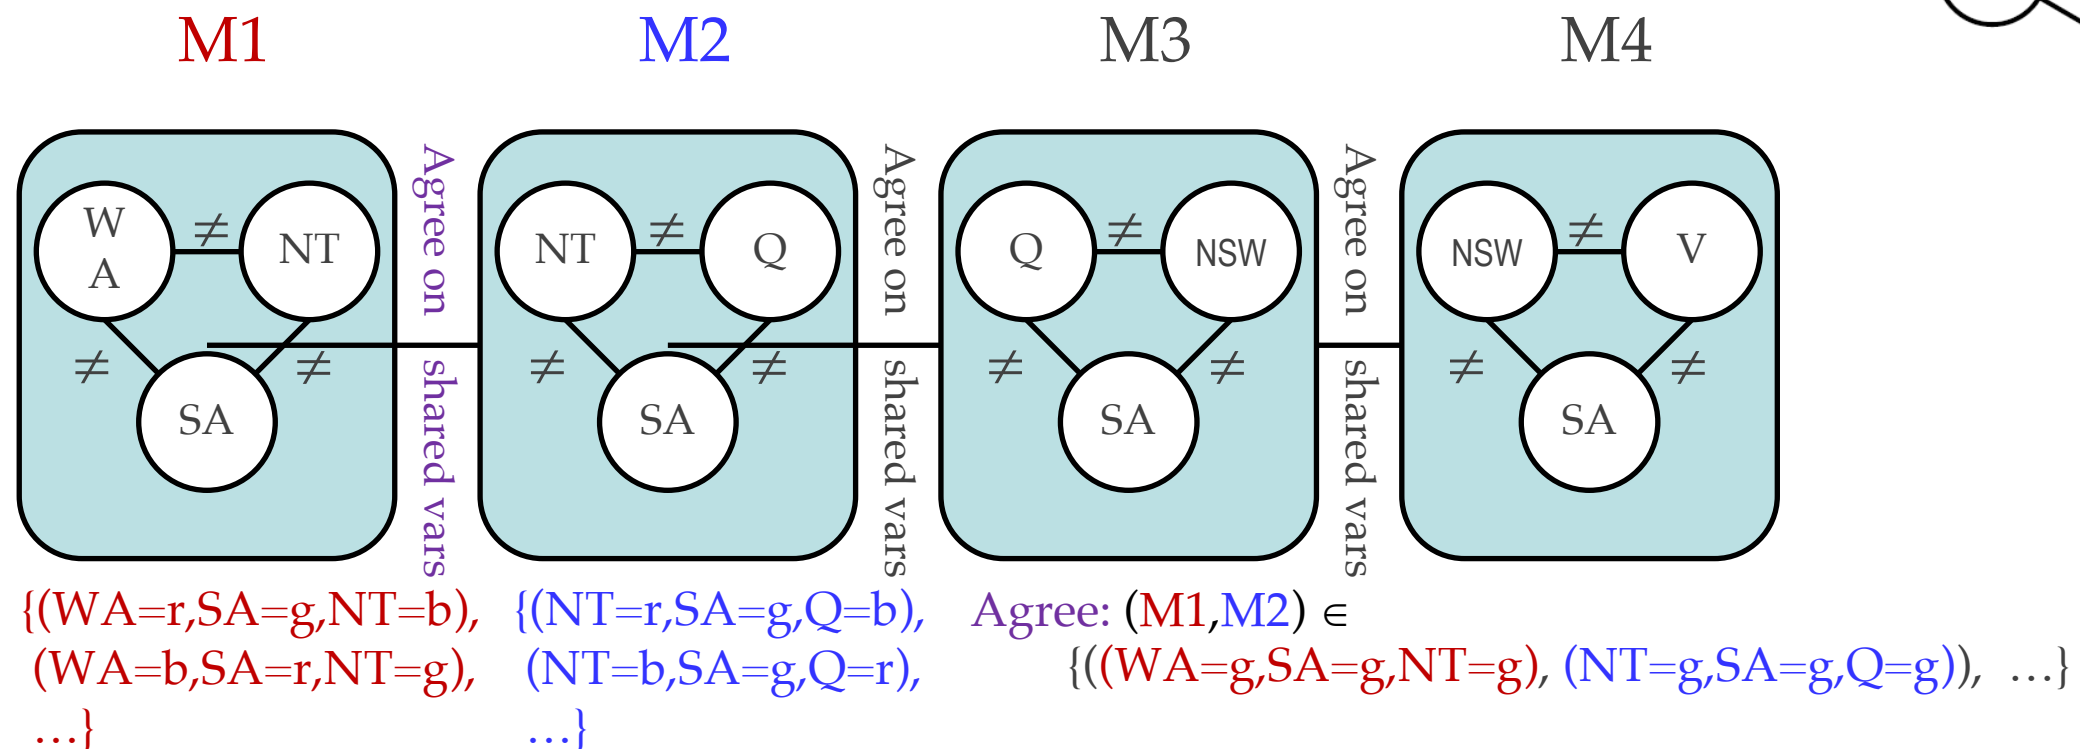 M1 M2 M3 M4
W
A
≠
NT
≠
≠
SA
Agree on shared vars
NT
≠
Q
≠
≠
SA
Agree on shared vars
Q
≠
NSW
≠
≠
SA
Agree on shared vars
NSW
≠
V
≠
≠
SA
{(WA=r,SA=g,NT=b),
(WA=b,SA=r,NT=g),
…}
{(NT=r,SA=g,Q=b),
(NT=b,SA=g,Q=r),
…}
Agree: (M1,M2) ∈
{((WA=g,SA=g,NT=g), (NT=g,SA=g,Q=g)), …}